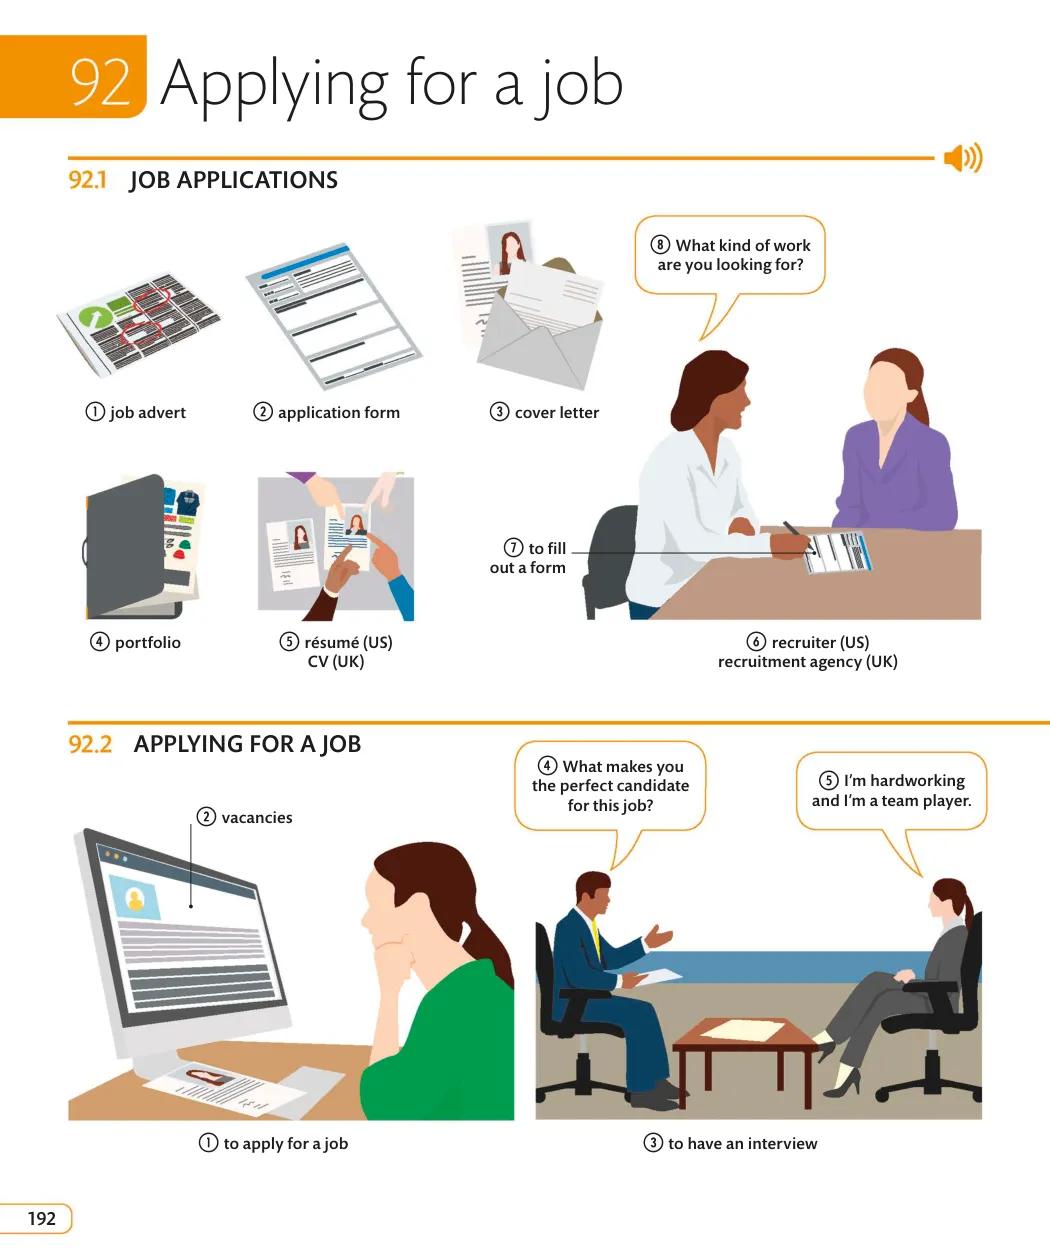 92 Applying for a job
92.1 JOB APPLICATIONS
① job advert
② application form
③ cover letter
④ portfolio
⑤ résumé (US)
CV (UK)
⑧ What kind of work
are you looking for?
⑦ to fill
out a form
⑥ recruiter (US)
recruitment agency (UK)
92.2 APPLYING FOR A JOB
② vacancies
① to apply for a job
④ What makes you
the perfect candidate
for this job?
⑤ I’m hardworking
and I’m a team player.
③ to have an interview
192